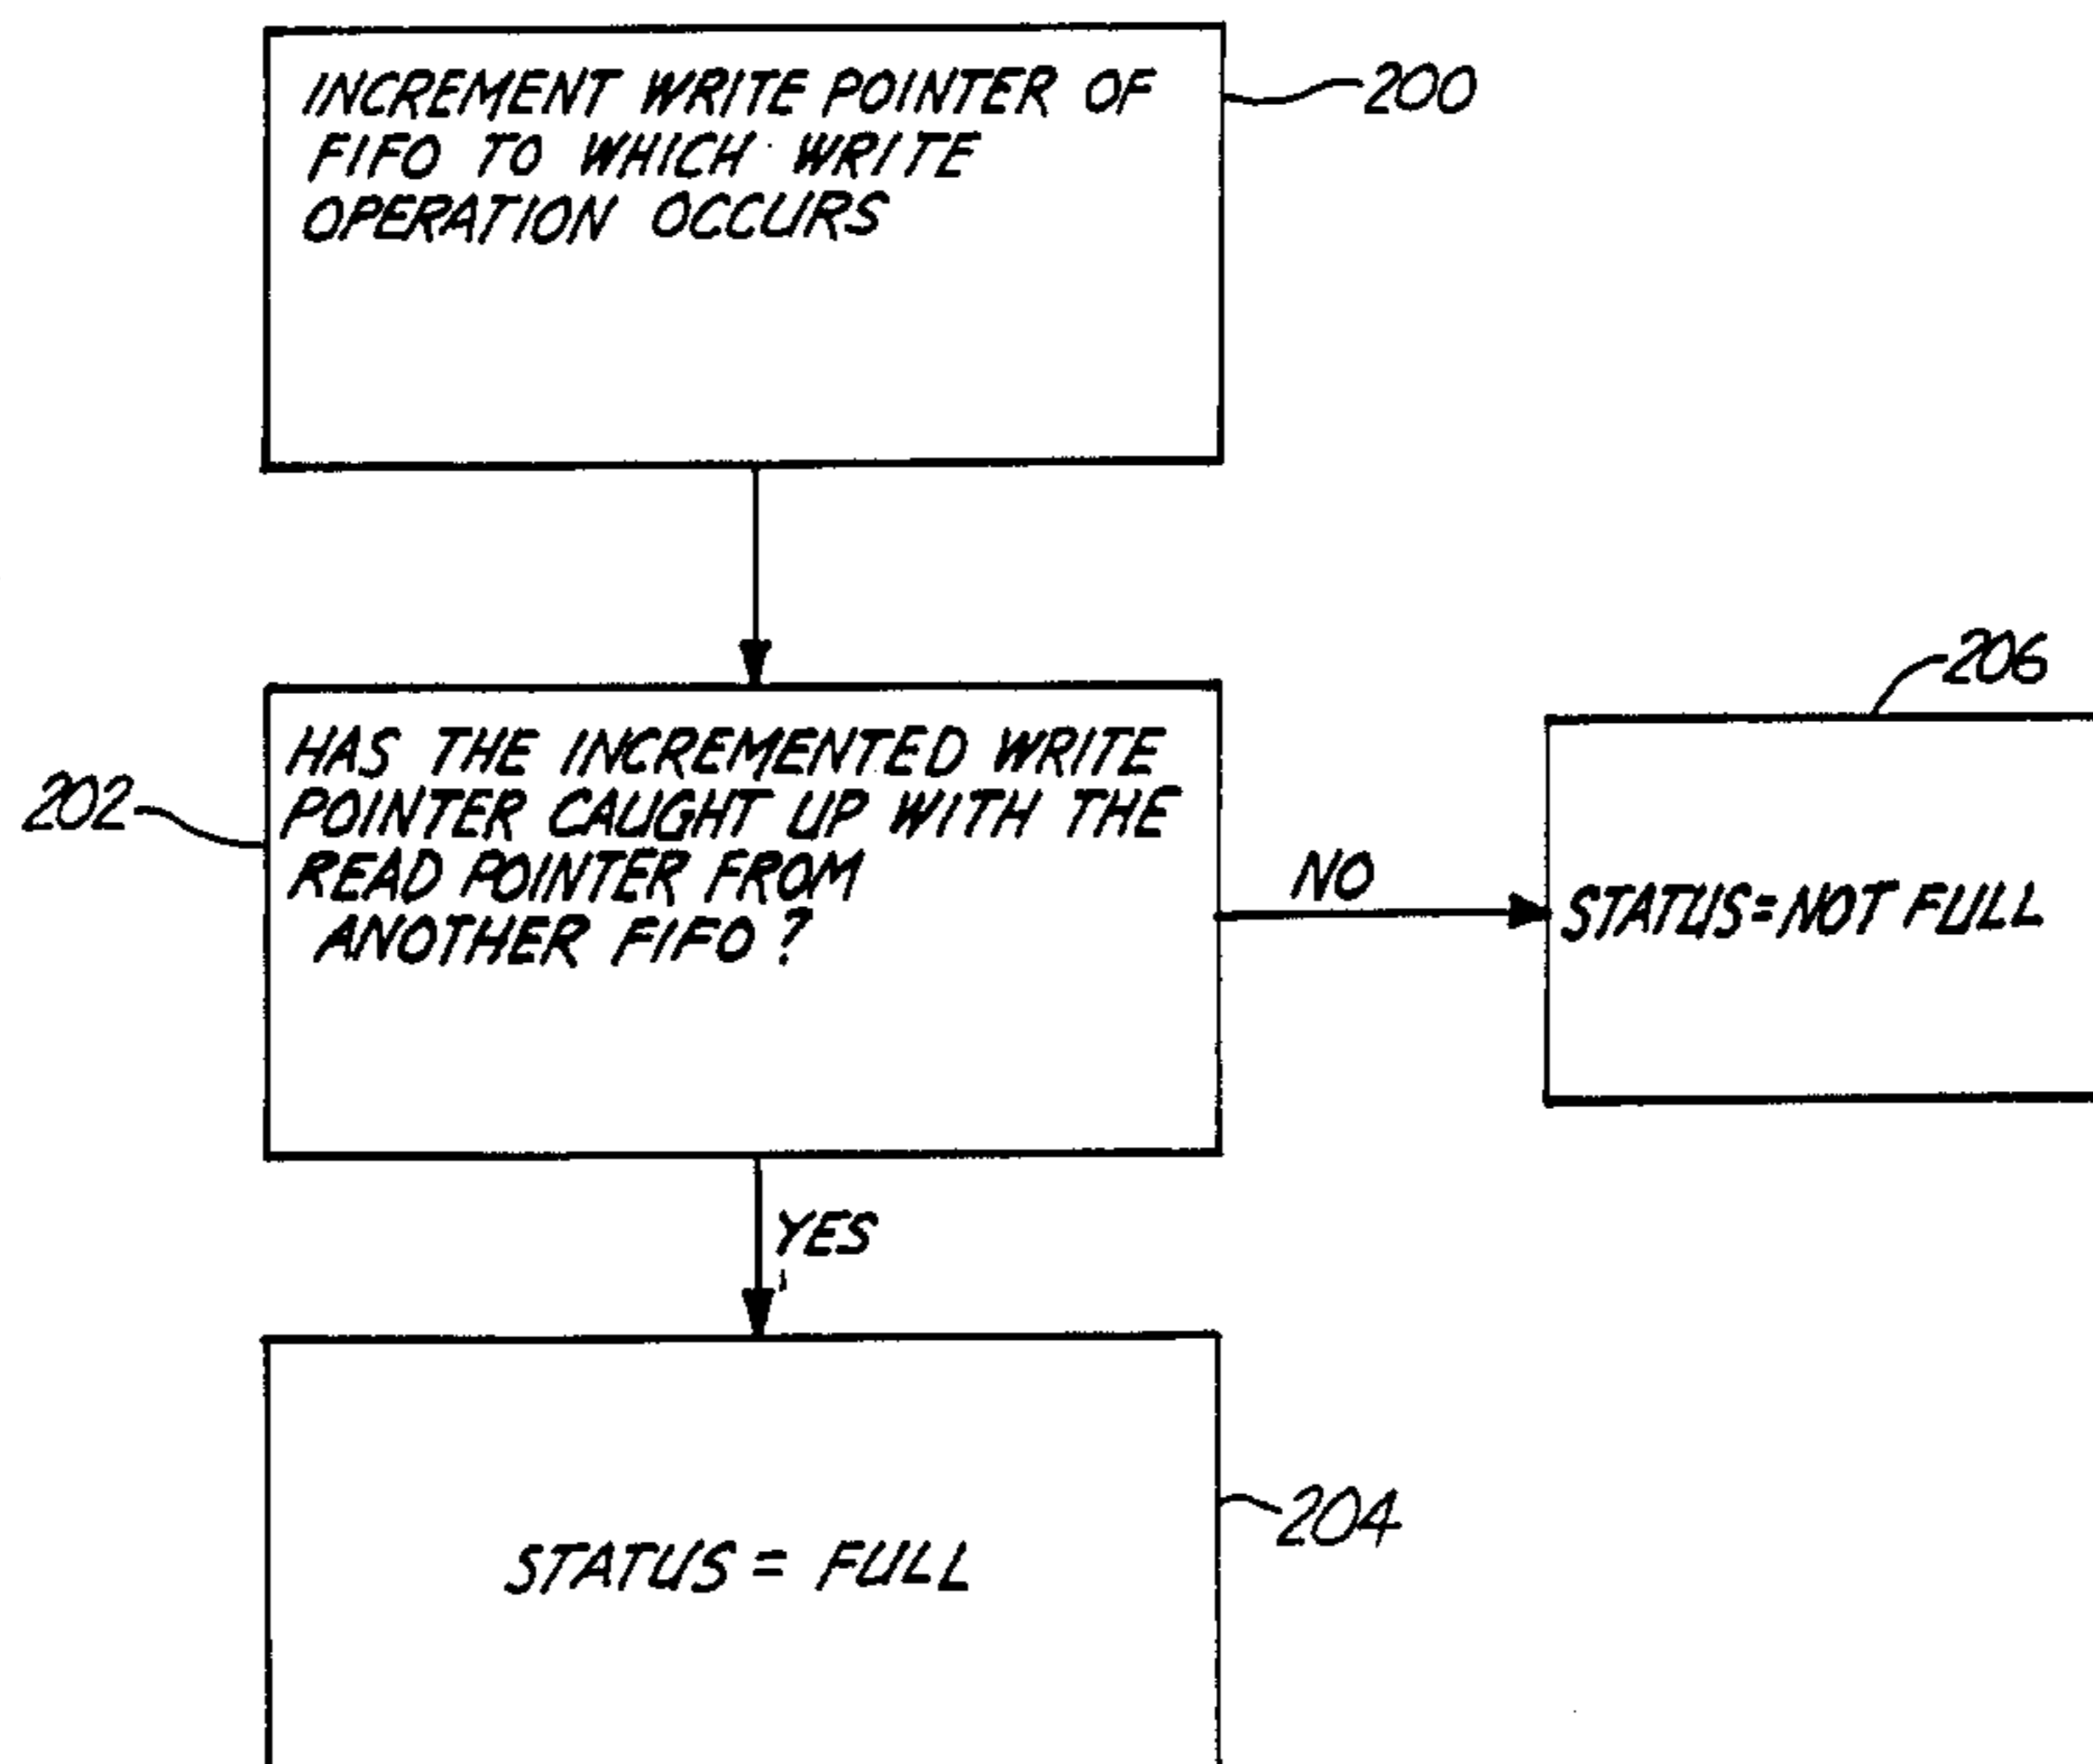 INCREMENT WRITE POINTER OF
FIFO TO WHICH WRITE
OPERATION OCCURS
200
HAS THE INCREMENTED WRITE
POINTER CAUGHT UP WITH THE
READ POINTER FROM
ANOTHER FIFO?
202
NO
206
STATUS=NOT FULL
YES
STATUS = FULL
204